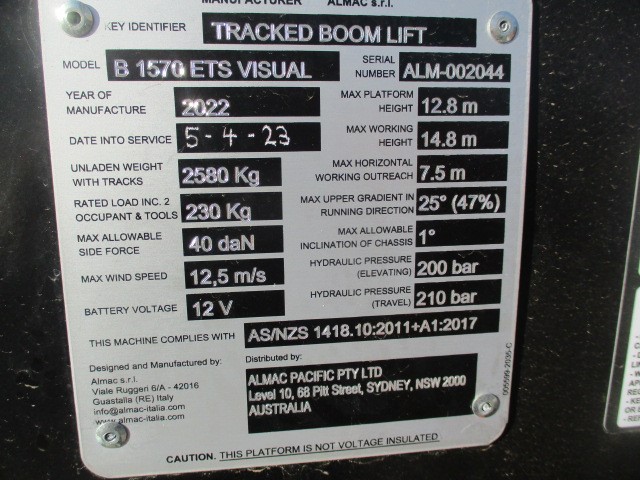 MANUFACTURER ALMAC s.r.l.
KEY IDENTIFIER TRACKED BOOM LIFT
MODEL B 1570 ETS VISUAL
SERIAL NUMBER ALM-002044
YEAR OF MANUFACTURE 2022
MAX PLATFORM HEIGHT 12.8 m
DATE INTO SERVICE 5-4-23
MAX WORKING HEIGHT 14.8 m
UNLADEN WEIGHT WITH TRACKS 2580 Kg
MAX HORIZONTAL WORKING OUTREACH 7.5 m
RATED LOAD INC. 2 OCCUPANT & TOOLS 230 Kg
MAX UPPER GRADIENT IN RUNNING DIRECTION 25° (47%)
MAX ALLOWABLE SIDE FORCE 40 daN
MAX ALLOWABLE INCLINATION OF CHASSIS 1°
MAX WIND SPEED 12,5 m/s
HYDRAULIC PRESSURE (ELEVATING) 200 bar
BATTERY VOLTAGE 12 V
HYDRAULIC PRESSURE (TRAVEL) 210 bar
THIS MACHINE COMPLIES WITH AS/NZS 1418.10:2011+A1:2017
Designed and Manufactured by:
Almac s.r.l.
Viale Ruggeri 6/A - 42016
Guastalla (RE) Italy
info@almac-italia.com
www.almac-italia.com
Distributed by:
ALMAC PACIFIC PTY LTD
Level 10, 68 Pitt Street, SYDNEY, NSW 2000
AUSTRALIA
005599-2035-C
CAUTION. THIS PLATFORM IS NOT VOLTAGE INSULATED